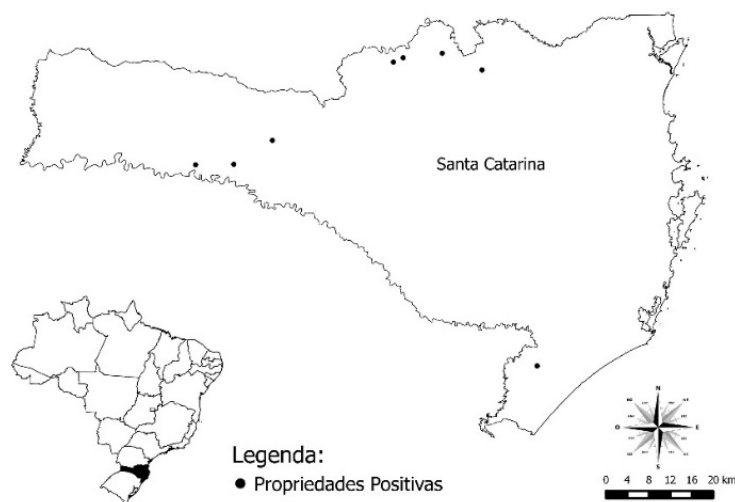 Santa Catarina
Legenda:
Propriedades Positivas
N
O
E
S
0 4 8 12 16 20 km